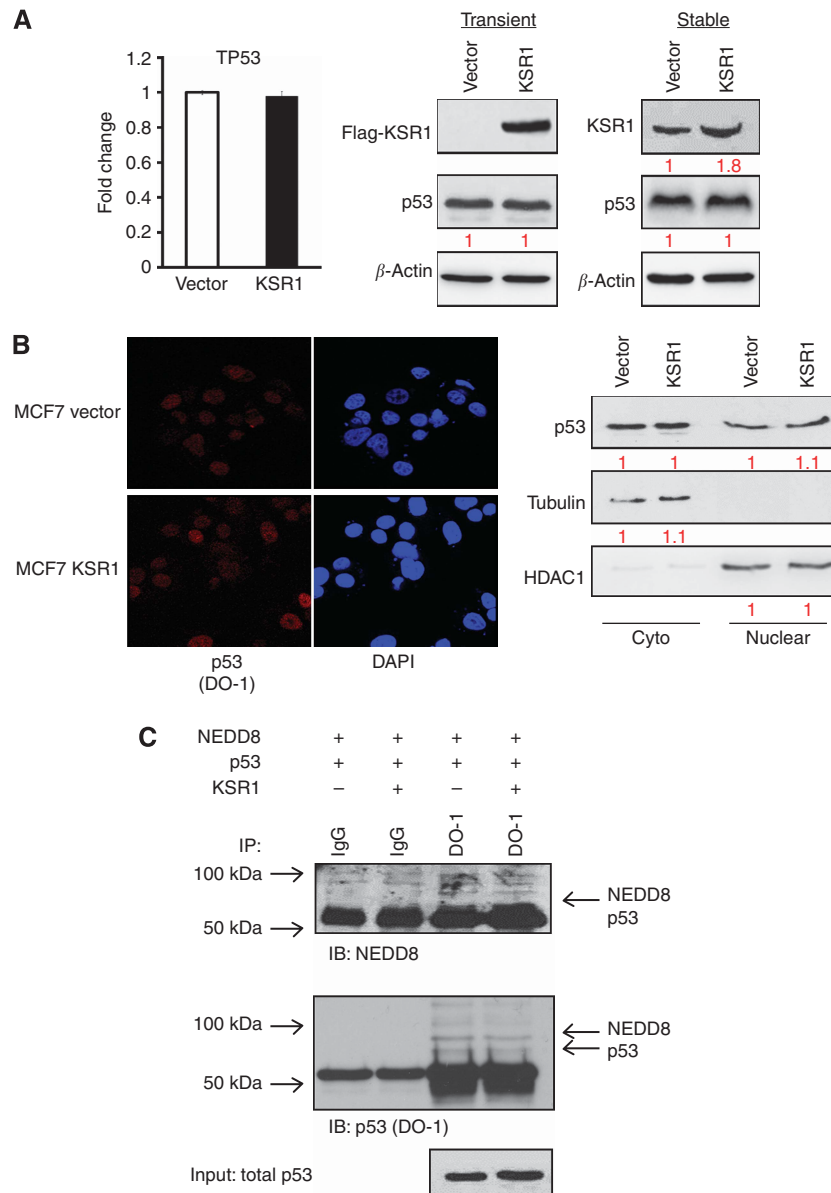 A
TP53
Fold change
1.2
1
0.8
0.6
0.4
0.2
0
Vector KSR1
Transient
Vector KSR1
Flag-KSR1
p53
1 1
β-Actin
Stable
Vector KSR1
KSR1
1 1.8
p53
1 1
β-Actin
B
MCF7 vector
MCF7 KSR1
p53
(DO-1)
DAPI
Vector KSR1 Vector KSR1
p53
1 1 1 1.1
Tubulin
1 1.1
HDAC1
1 1
Cyto Nuclear
C
NEDD8 + + + +
p53 + + + +
KSR1 – + – +
IP: IgG IgG DO-1 DO-1
100 kDa
50 kDa
NEDD8
p53
IB: NEDD8
100 kDa
50 kDa
NEDD8
p53
IB: p53 (DO-1)
Input: total p53